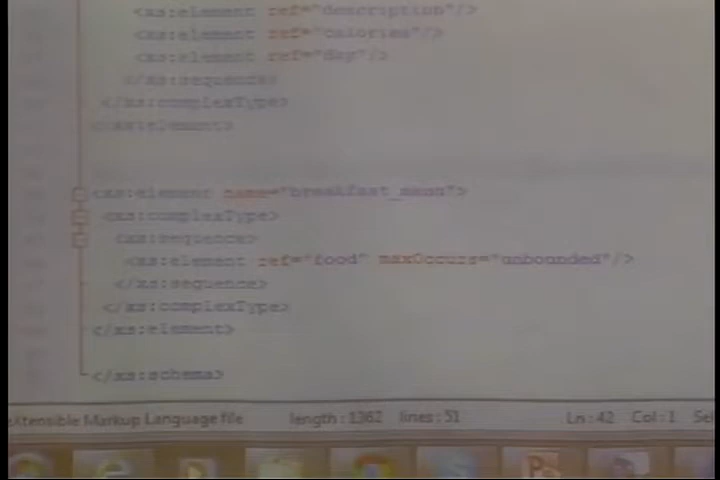 <xs:element ref="description"/>
<xs:element ref="calories"/>
<xs:element ref="day"/>
</xs:sequence>
</xs:complexType>
</xs:element>
<xs:element name="breakfast_menu">
<xs:complexType>
<xs:sequence>
<xs:element ref="food" maxOccurs="unbounded"/>
</xs:sequence>
</xs:complexType>
</xs:element>
</xs:schema>
eXtensible Markup Language file length : 1362 lines : 51 Ln : 42 Col : 1 Sel